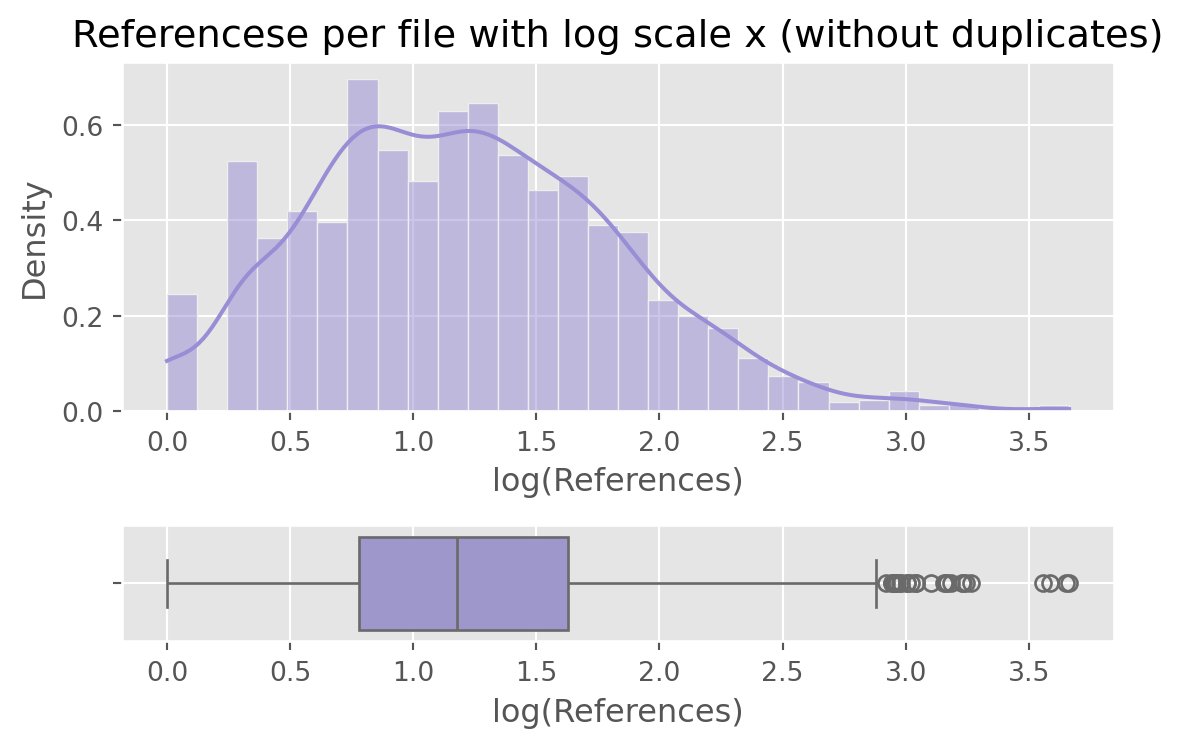 Referencese per file with log scale x (without duplicates)
0.6
0.4
0.2
0.0
Density
0.0 0.5 1.0 1.5 2.0 2.5 3.0 3.5
log(References)
0.0 0.5 1.0 1.5 2.0 2.5 3.0 3.5
log(References)